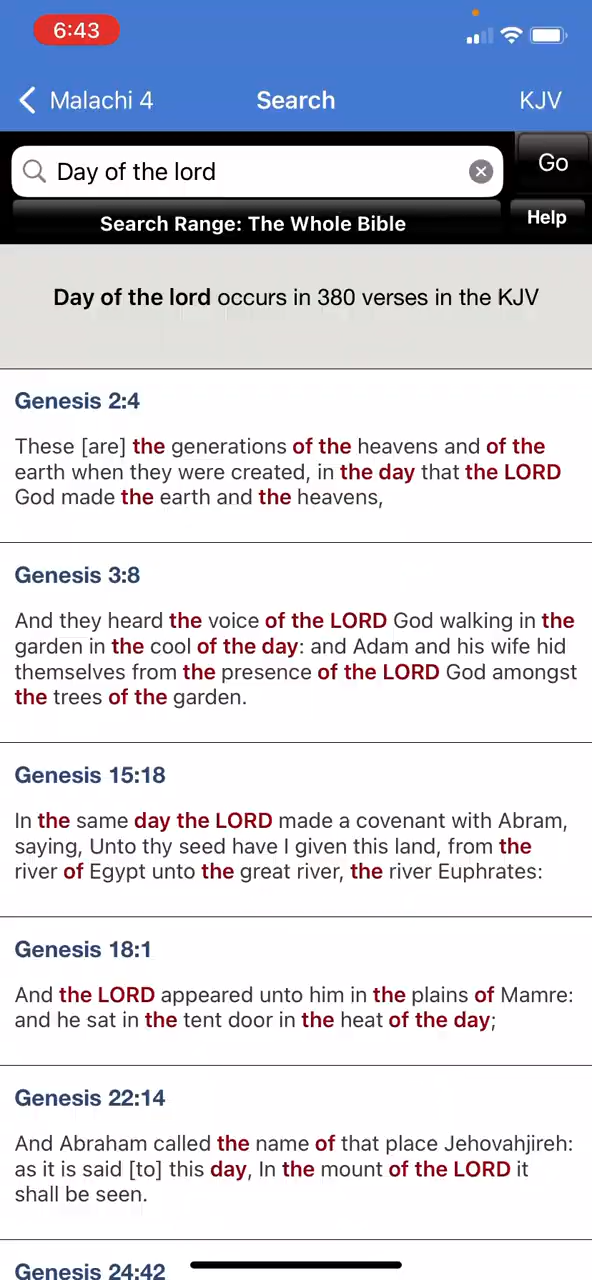 6:43
Malachi 4
Search
KJV
Day of the lord
Go
Search Range: The Whole Bible
Help
Day of the lord occurs in 380 verses in the KJV
Genesis 2:4
These [are] the generations of the heavens and of the
earth when they were created, in the day that the LORD
God made the earth and the heavens,
Genesis 3:8
And they heard the voice of the LORD God walking in the
garden in the cool of the day: and Adam and his wife hid
themselves from the presence of the LORD God amongst
the trees of the garden.
Genesis 15:18
In the same day the LORD made a covenant with Abram,
saying, Unto thy seed have I given this land, from the
river of Egypt unto the great river, the river Euphrates:
Genesis 18:1
And the LORD appeared unto him in the plains of Mamre:
and he sat in the tent door in the heat of the day;
Genesis 22:14
And Abraham called the name of that place Jehovahjireh:
as it is said [to] this day, In the mount of the LORD it
shall be seen.
Genesis 24:42